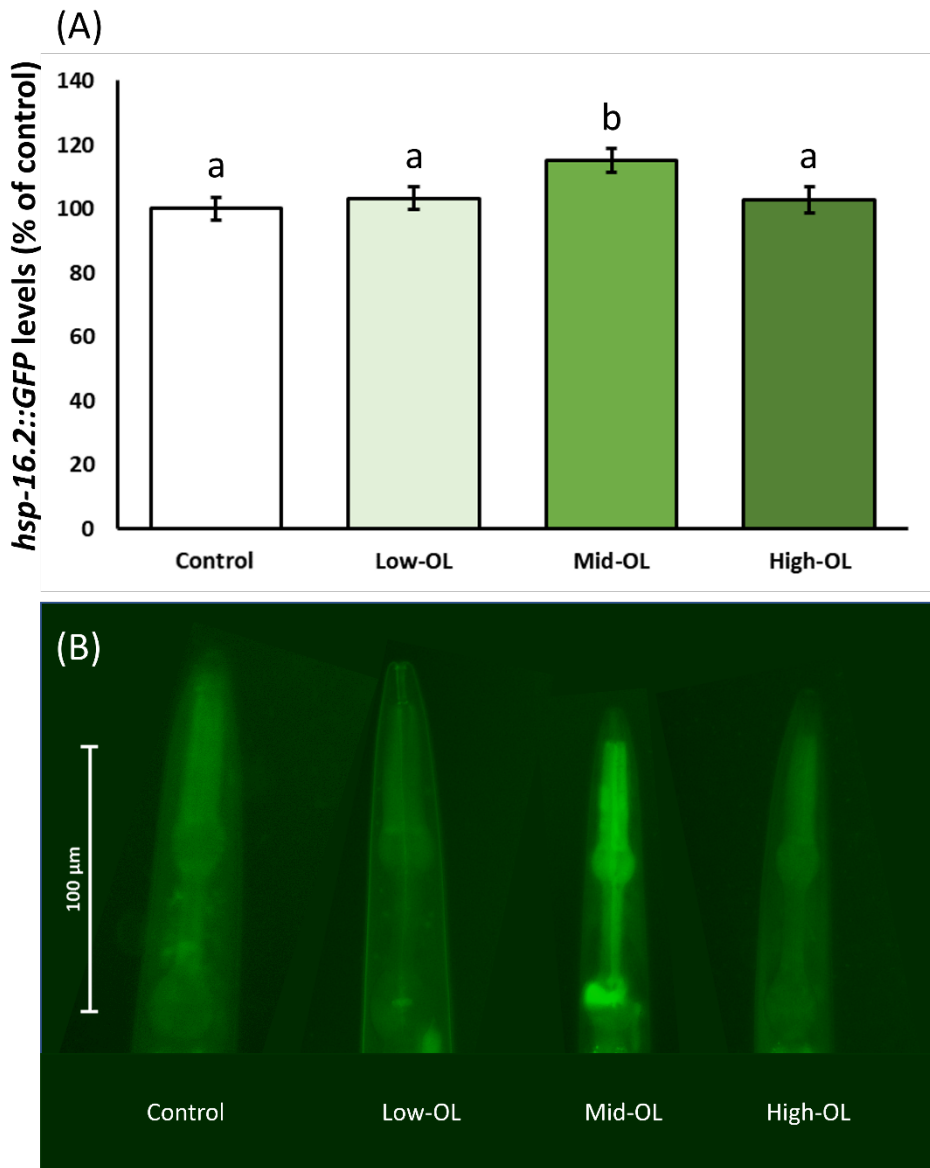 (A)
hsp-16.2::GFP levels (% of control)
140
120
100
80
60
40
20
0
a
a
b
a
Control
Low-OL
Mid-OL
High-OL
(B)
100 µm
Control
Low-OL
Mid-OL
High-OL